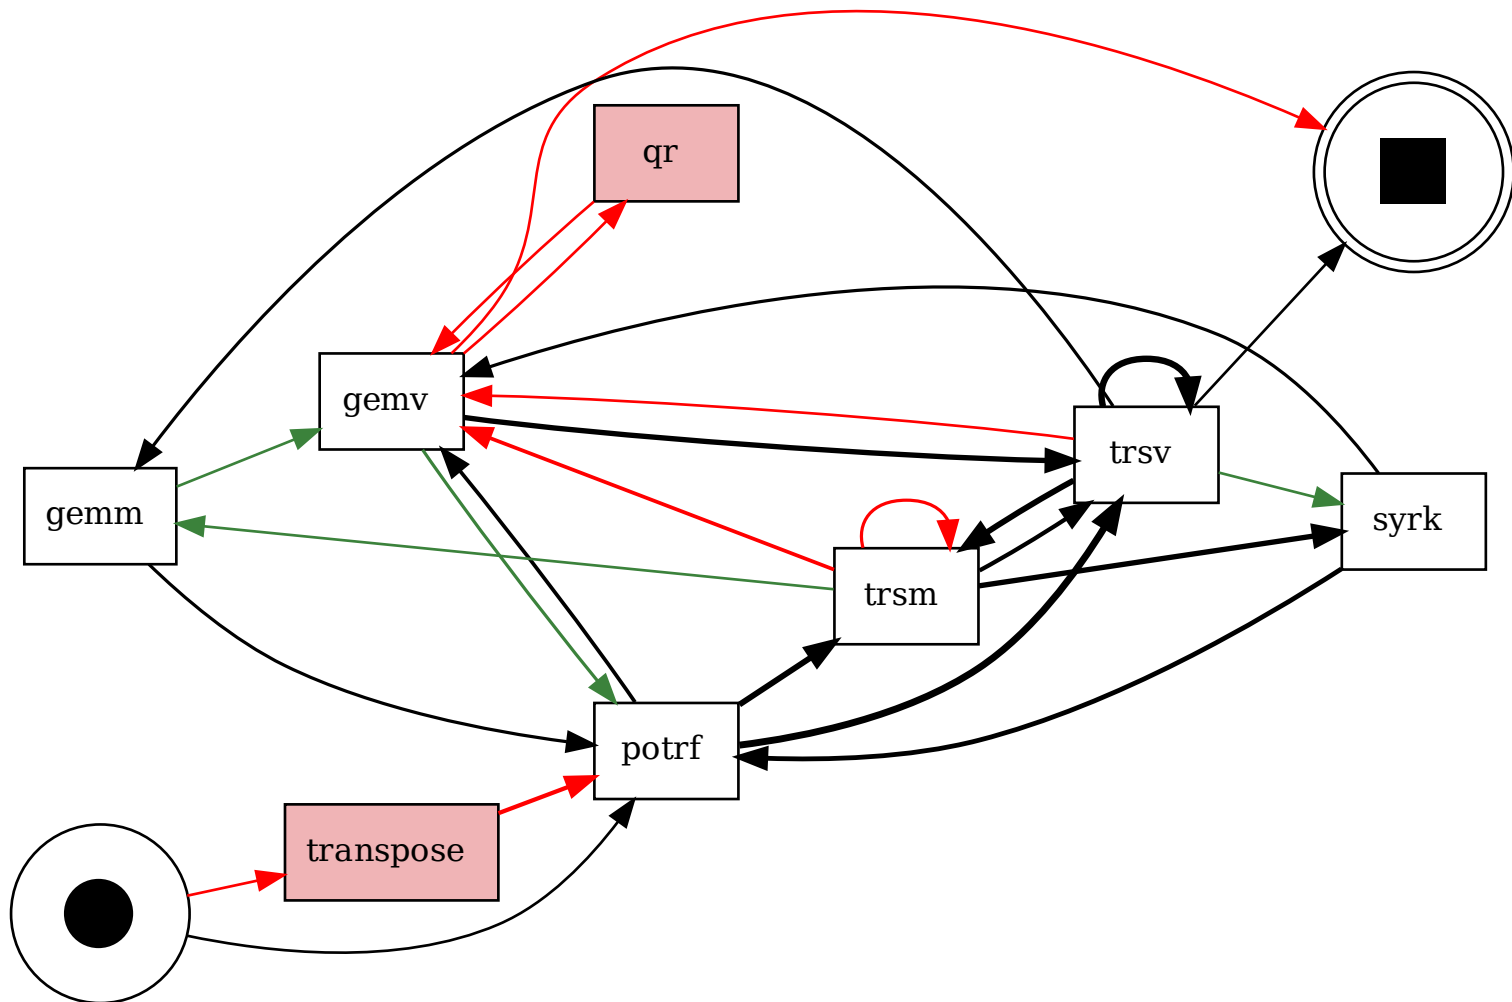 qr
gemv
trsv
gemm
syrk
trsm
potrf
transpose